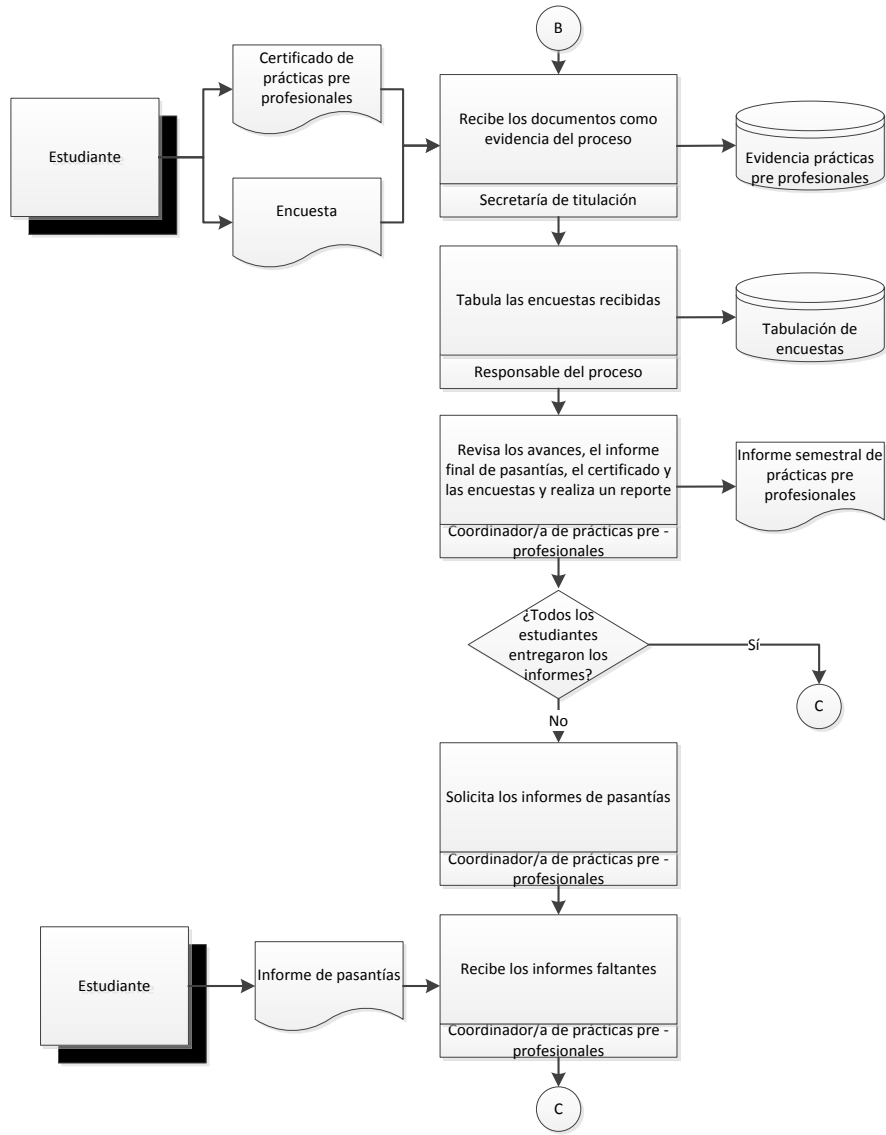 B
Certificado de
prácticas pre
profesionales
Estudiante
Encuesta
Recibe los documentos como
evidencia del proceso
Secretaría de titulación
Evidencia prácticas
pre profesionales
Tabula las encuestas recibidas
Responsable del proceso
Tabulación de
encuestas
Revisa los avances, el informe
final de pasantías, el certificado y
las encuestas y realiza un reporte
Coordinador/a de prácticas pre -
profesionales
Informe semestral de
prácticas pre
profesionales
¿Todos los
estudiantes
entregaron los
informes?
Sí
C
No
Solicita los informes de pasantías
Coordinador/a de prácticas pre -
profesionales
Estudiante
Informe de pasantías
Recibe los informes faltantes
Coordinador/a de prácticas pre -
profesionales
C